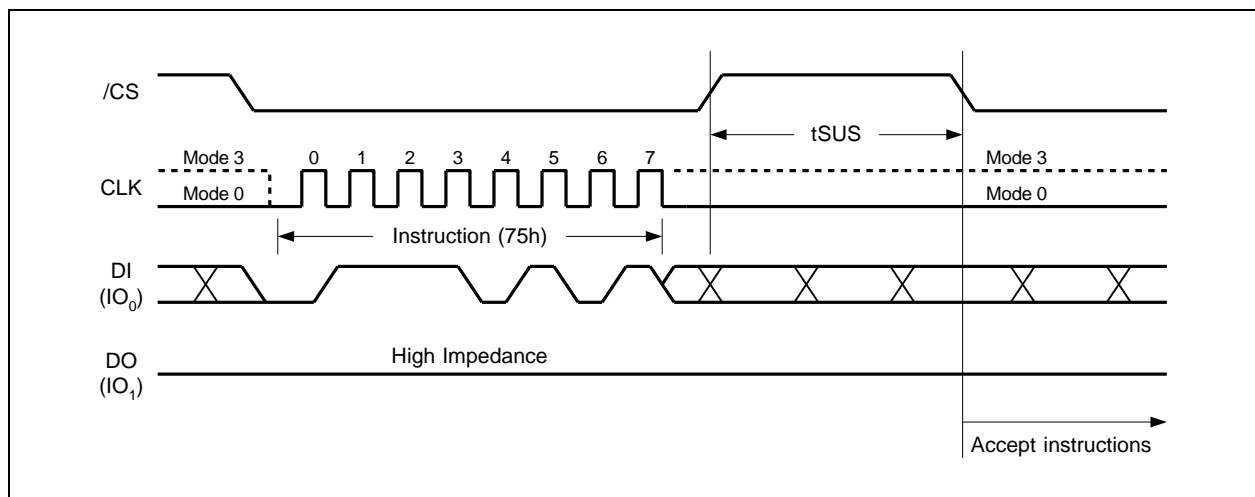 /CS
tSUS
Mode 3
0 1 2 3 4 5 6 7
Mode 3
CLK
Mode 0
Mode 0
Instruction (75h)
DI
(IO0)
High Impedance
DO
(IO1)
Accept instructions